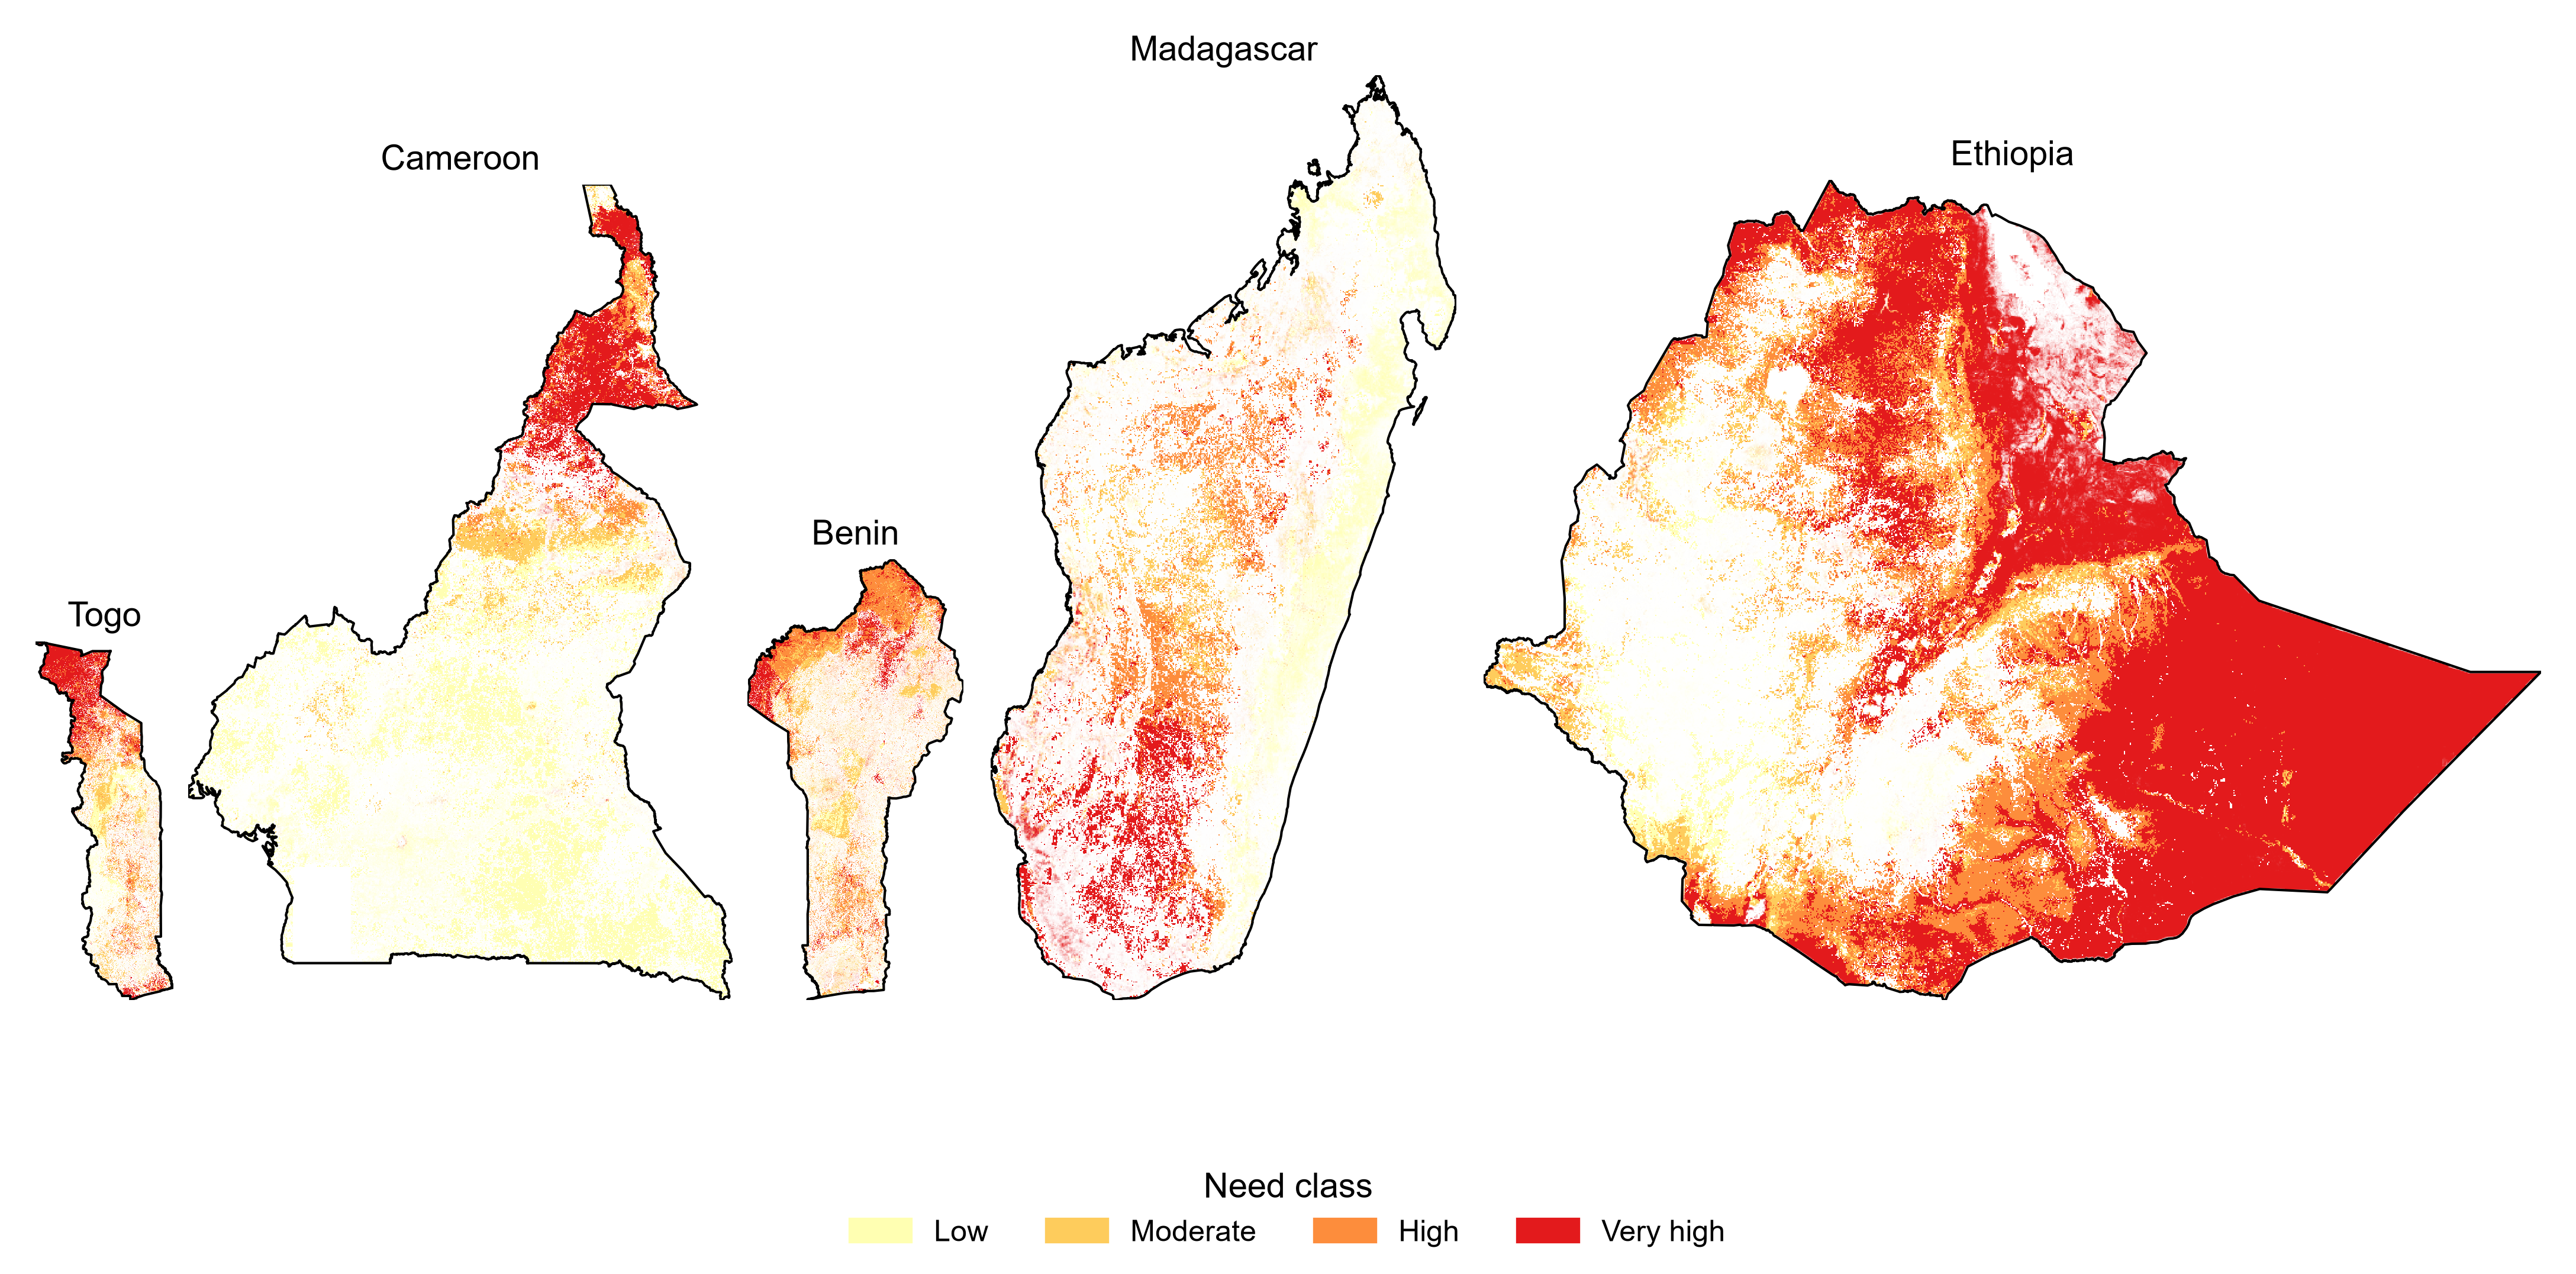 Madagascar
Cameroon
Ethiopia
Benin
Togo
Need class
Low
Moderate
High
Very high